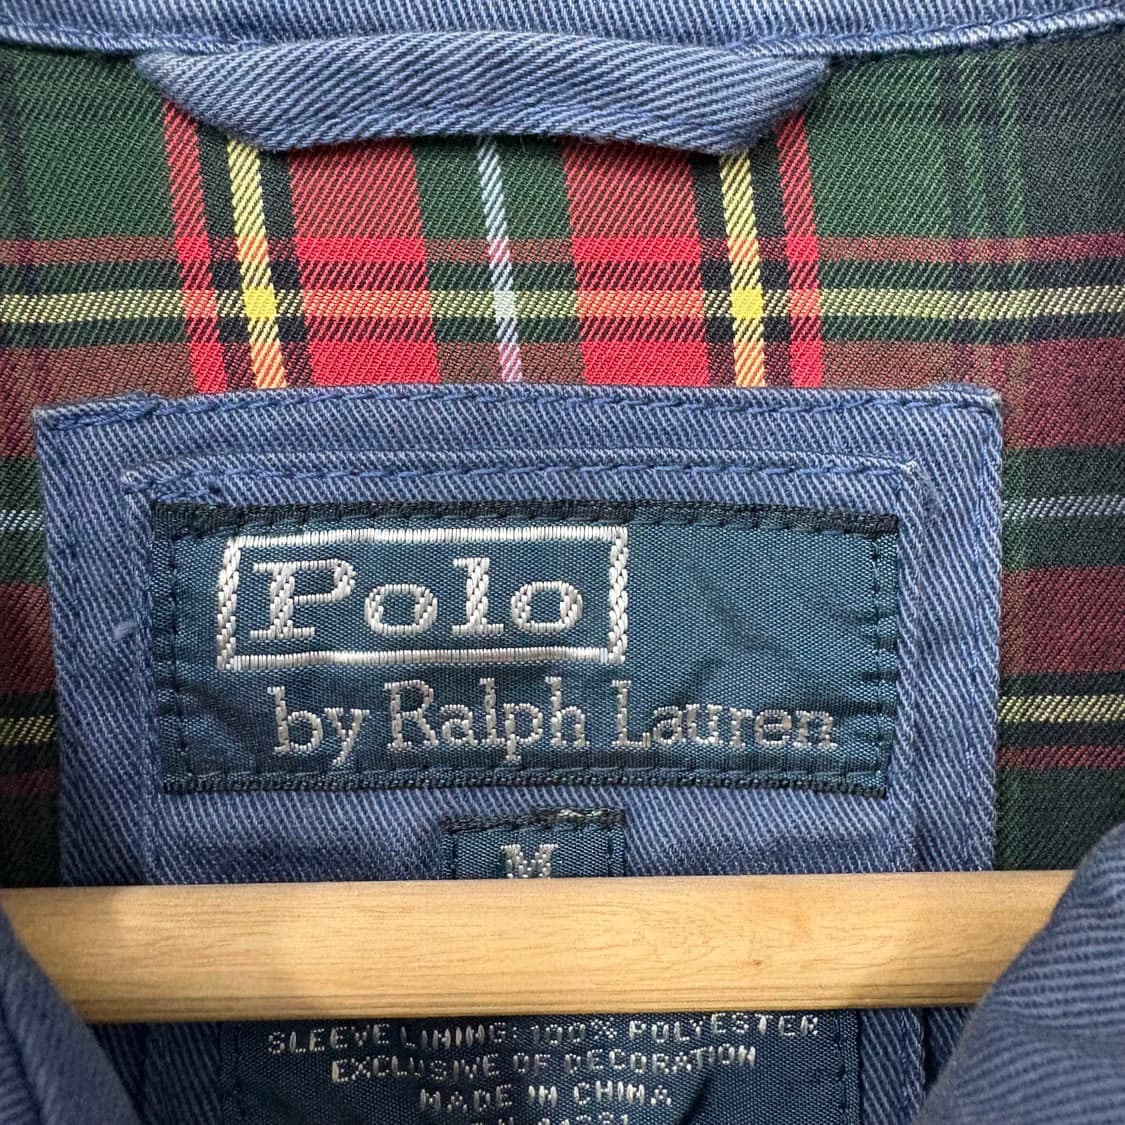 Polo
by Ralph Lauren
M
SLEEVE LINING: 100% POLYESTER
EXCLUSIVE OF DECORATION
MADE IN CHINA